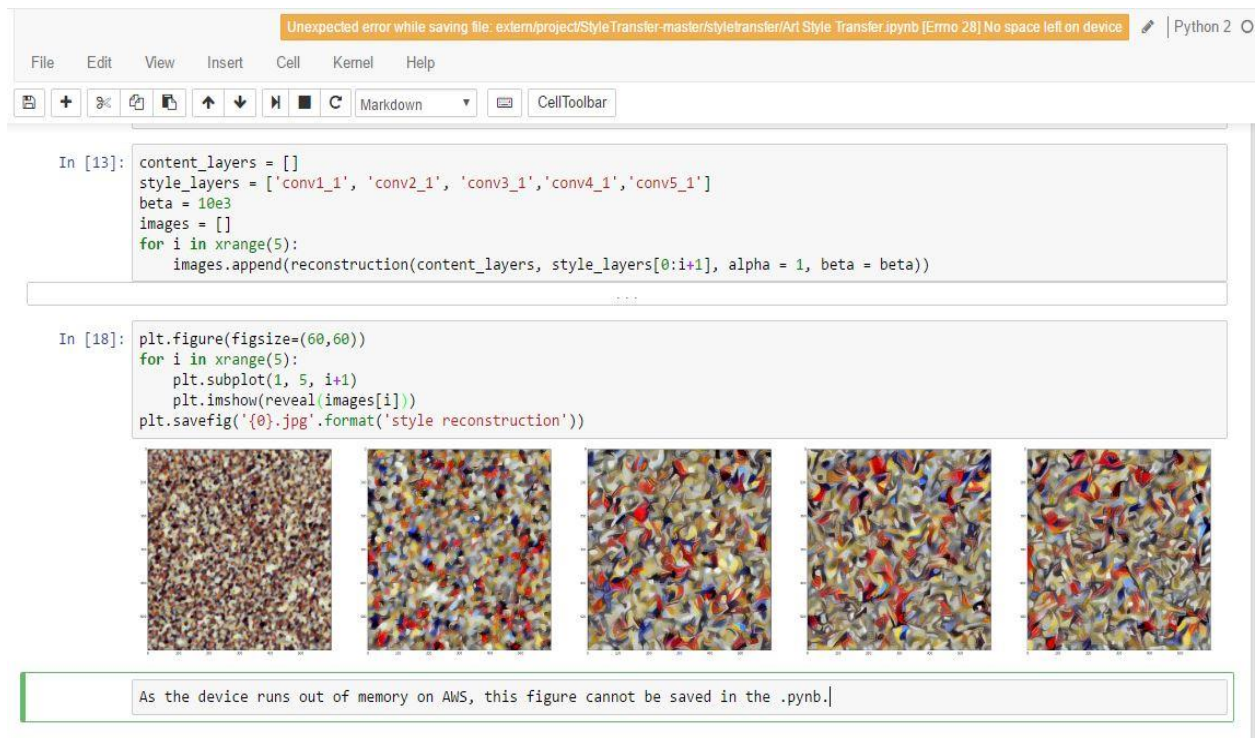 Unexpected error while saving file: extern/project/StyleTransfer-master/styletransfer/Art Style Transfer.ipynb [Errno 28] No space left on device
Python 2
File Edit View Insert Cell Kernel Help
Markdown CellToolbar
In [13]: content_layers = []
style_layers = ['conv1_1', 'conv2_1', 'conv3_1','conv4_1','conv5_1']
beta = 10e3
images = []
for i in xrange(5):
    images.append(reconstruction(content_layers, style_layers[0:i+1], alpha = 1, beta = beta))
...
In [18]: plt.figure(figsize=(60,60))
for i in xrange(5):
    plt.subplot(1, 5, i+1)
    plt.imshow(reveal(images[i]))
plt.savefig('{0}.jpg'.format('style reconstruction'))
As the device runs out of memory on AWS, this figure cannot be saved in the .pynb.